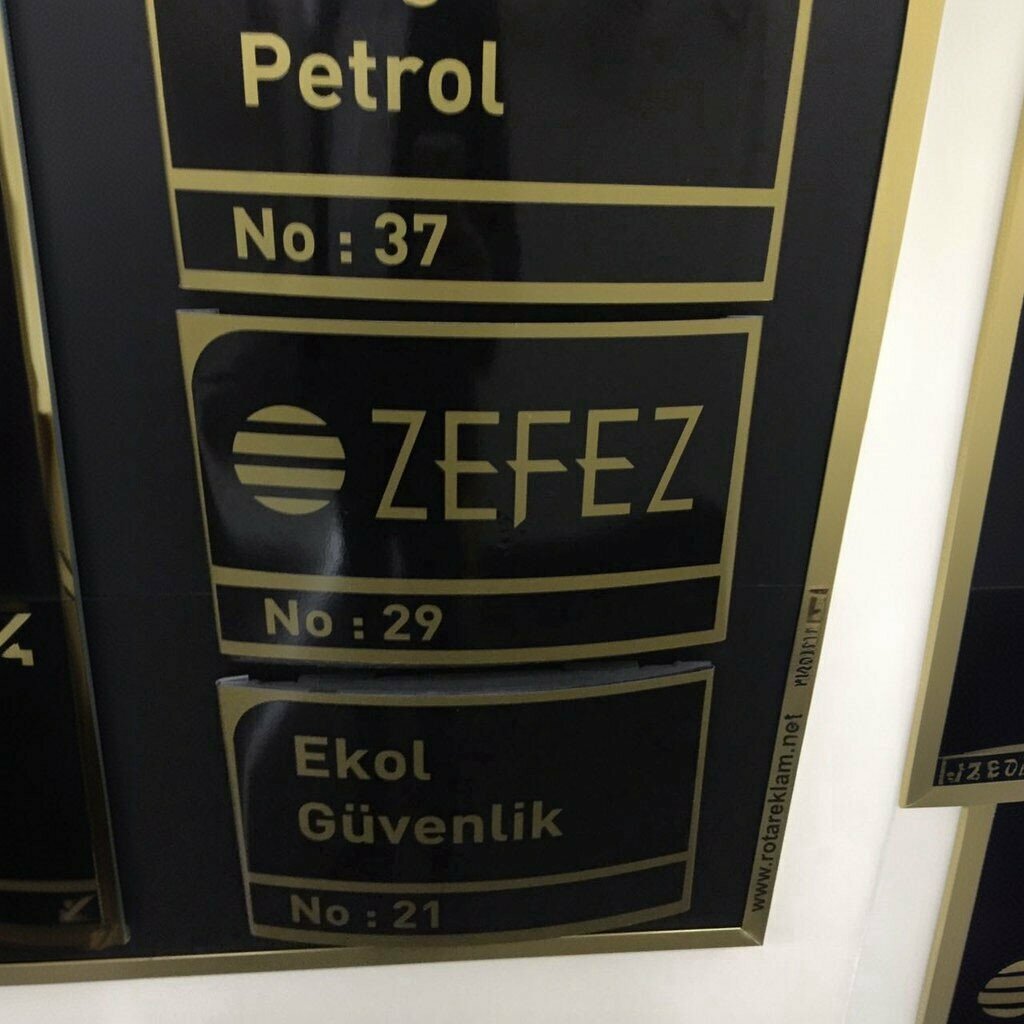 Petrol
No : 37
ZEFEZ
No : 29
Ekol
Güvenlik
No : 21
www.rotareklam.net